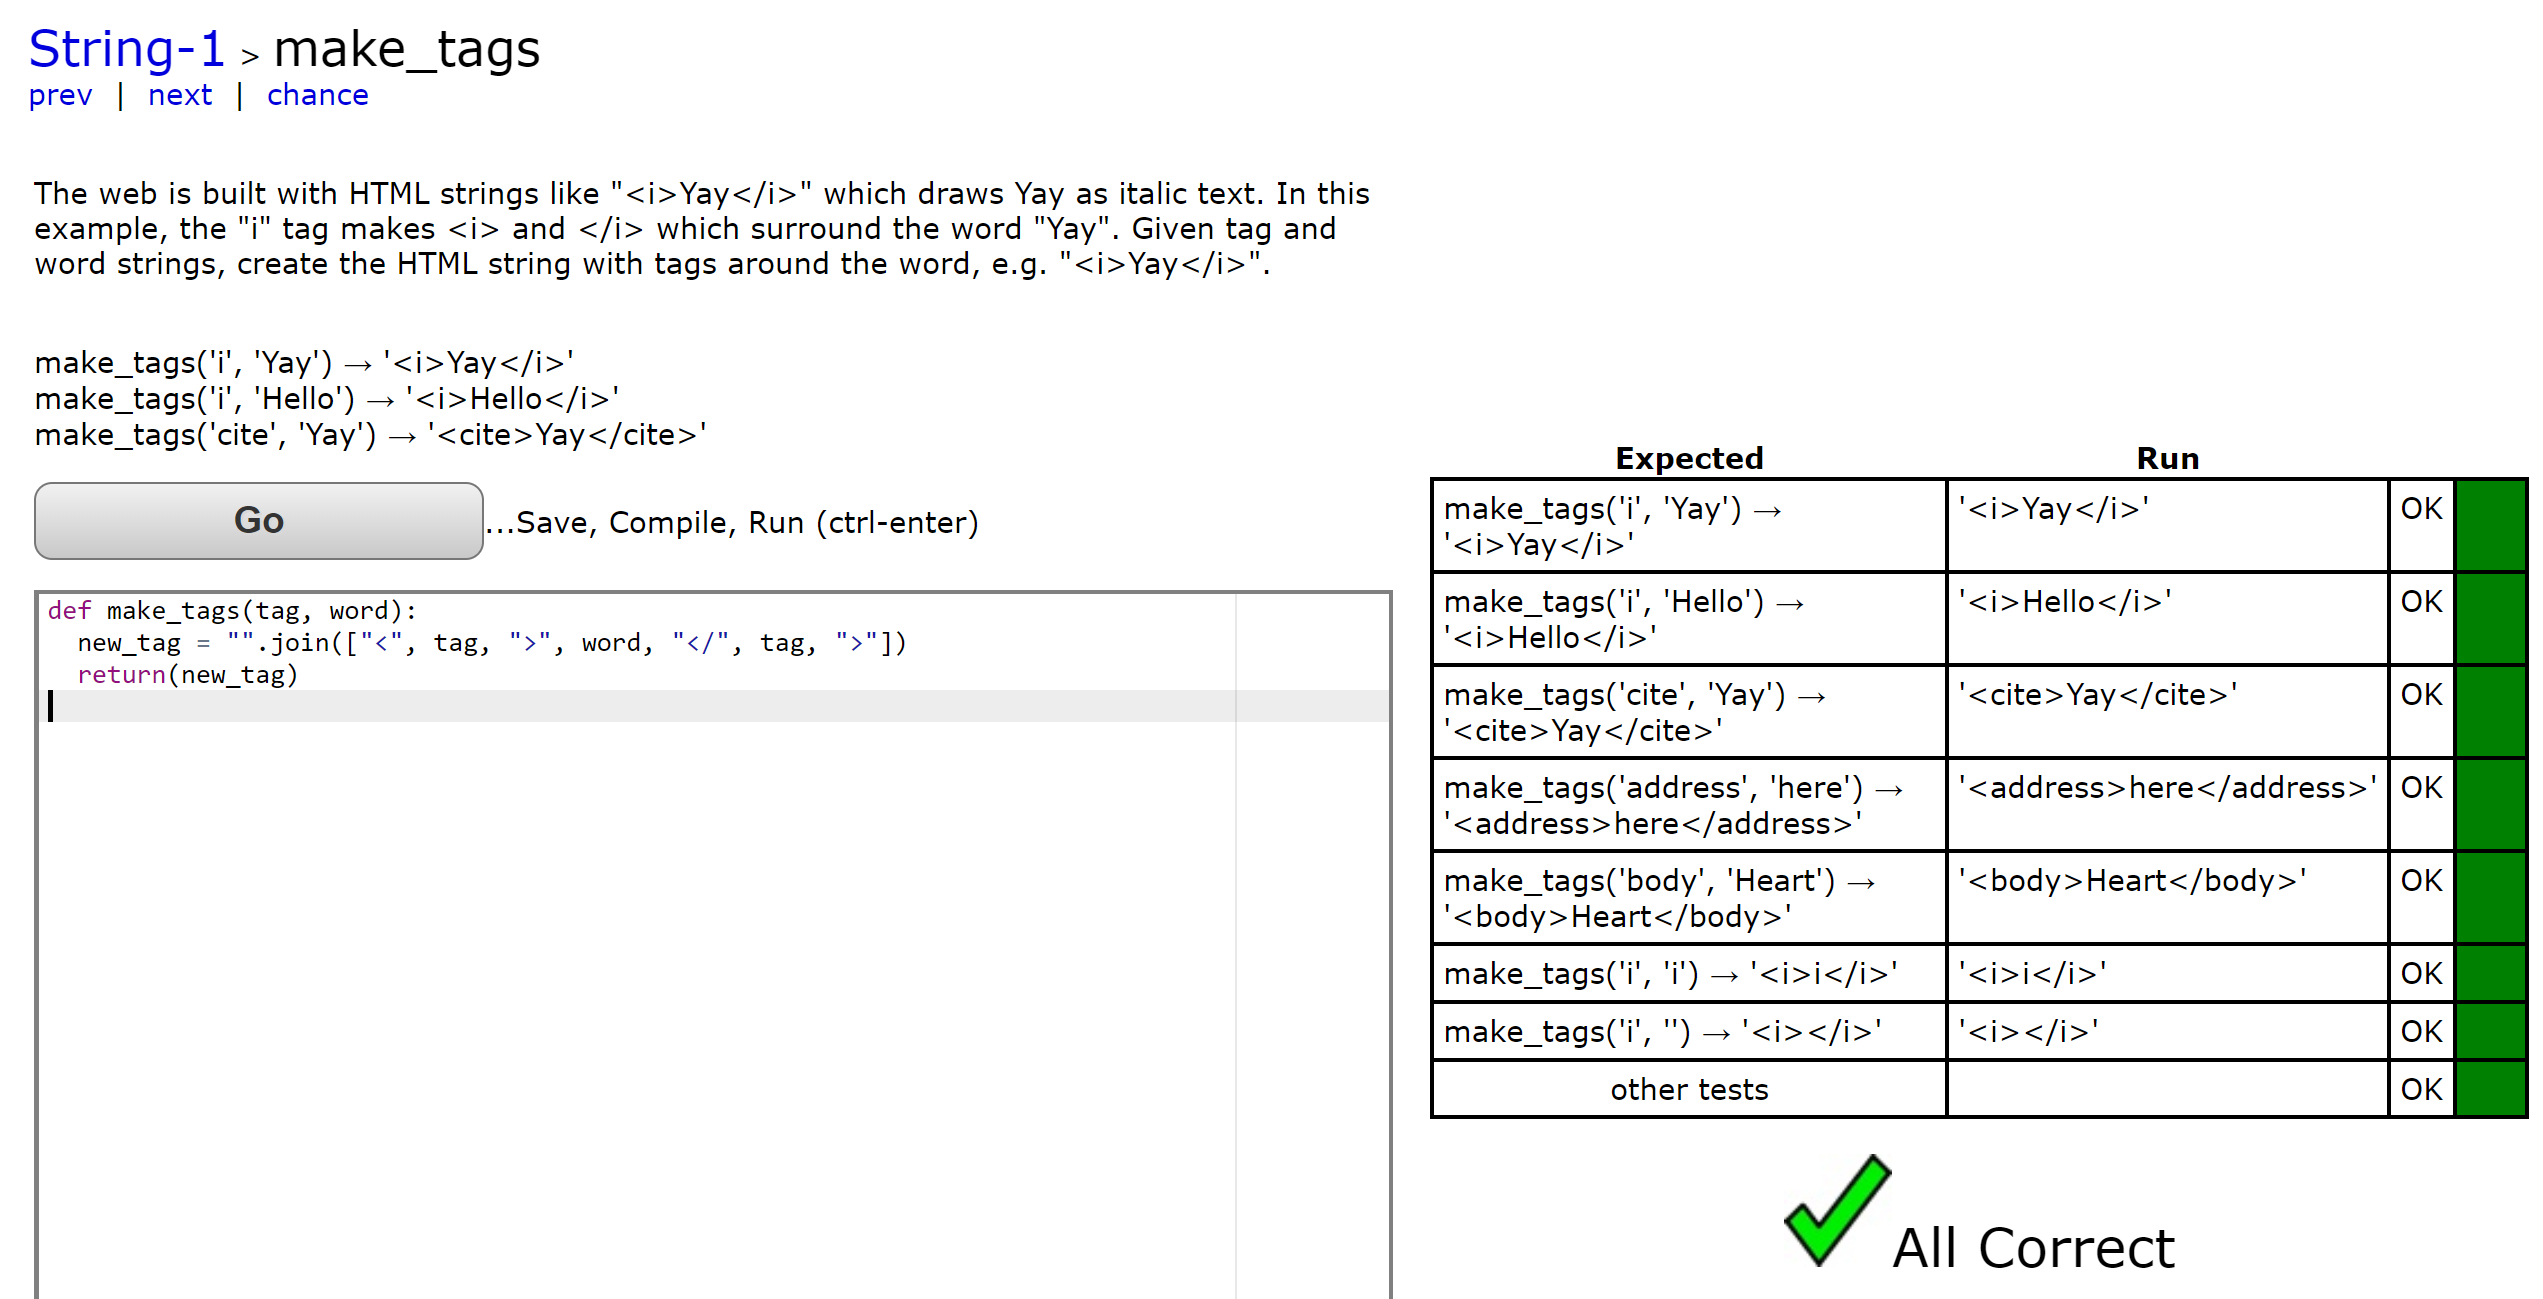 String-1 > make_tags
prev | next | chance
The web is built with HTML strings like "<i>Yay</i>" which draws Yay as italic text. In this
example, the "i" tag makes <i> and </i> which surround the word "Yay". Given tag and
word strings, create the HTML string with tags around the word, e.g. "<i>Yay</i>".
make_tags('i', 'Yay') → '<i>Yay</i>'
make_tags('i', 'Hello') → '<i>Hello</i>'
make_tags('cite', 'Yay') → '<cite>Yay</cite>'
Go ...Save, Compile, Run (ctrl-enter)
def make_tags(tag, word):
  new_tag = "".join(["<", tag, ">", word, "</", tag, ">"])
  return(new_tag)
Expected Run
make_tags('i', 'Yay') → '<i>Yay</i>' OK
'<i>Yay</i>'
make_tags('i', 'Hello') → '<i>Hello</i>' OK
'<i>Hello</i>'
make_tags('cite', 'Yay') → '<cite>Yay</cite>' OK
'<cite>Yay</cite>'
make_tags('address', 'here') → '<address>here</address>' OK
'<address>here</address>'
make_tags('body', 'Heart') → '<body>Heart</body>' OK
'<body>Heart</body>'
make_tags('i', 'i') → '<i>i</i>' '<i>i</i>' OK
make_tags('i', '') → '<i></i>' '<i></i>' OK
other tests OK
All Correct